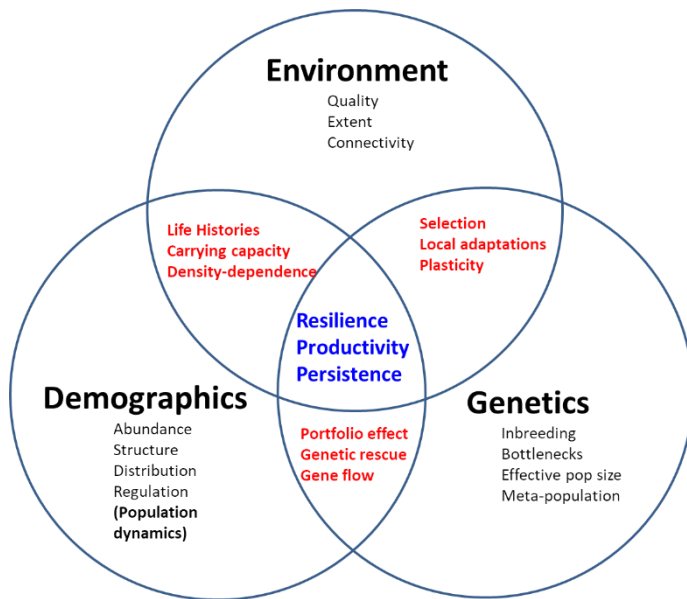 Environment
Quality
Extent
Connectivity
Life Histories
Carrying capacity
Density-dependence
Selection
Local adaptations
Plasticity
Resilience
Productivity
Persistence
Demographics
Abundance
Structure
Distribution
Regulation
(Population
dynamics)
Portfolio effect
Genetic rescue
Gene flow
Genetics
Inbreeding
Bottlenecks
Effective pop size
Meta-population